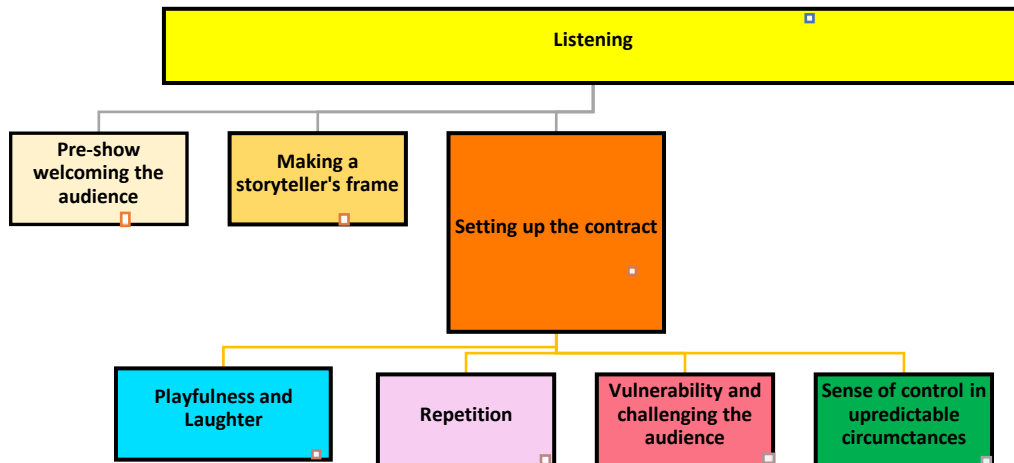 Listening
Pre-show
welcoming the
audience
Making a
storyteller's frame
Setting up the contract
Playfulness and
Laughter
Repetition
Vulnerability and
challenging the
audience
Sense of control in
upredictable
circumctances